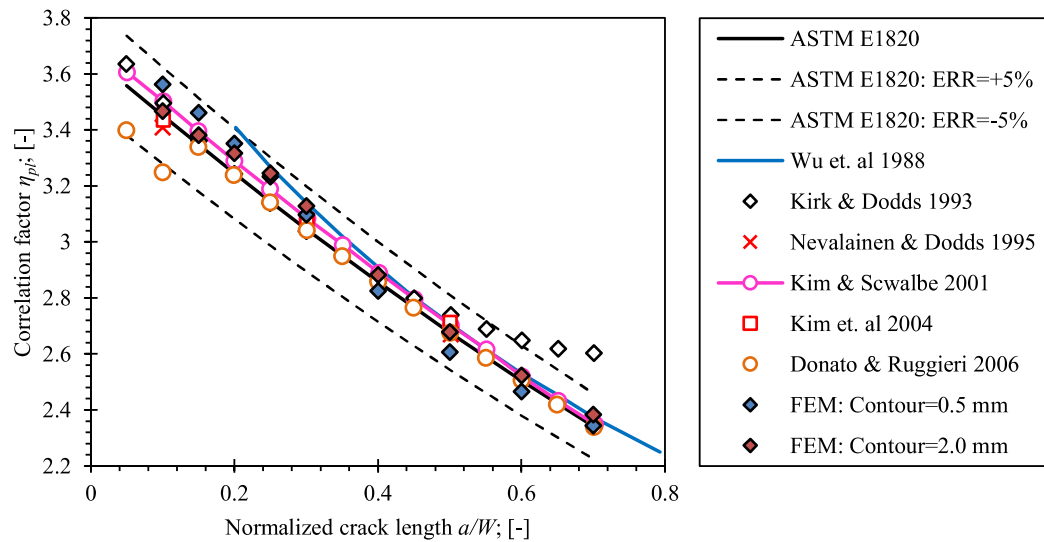 3.8
3.6
3.4
3.2
3
2.8
2.6
2.4
2.2
0
0.2
0.4
0.6
0.8
Correlation factor ηpl; [-]
Normalized crack length a/W; [-]
ASTM E1820
ASTM E1820: ERR=+5%
ASTM E1820: ERR=-5%
Wu et. al 1988
Kirk & Dodds 1993
Nevalainen & Dodds 1995
Kim & Scwalbe 2001
Kim et. al 2004
Donato & Ruggieri 2006
FEM: Contour=0.5 mm
FEM: Contour=2.0 mm